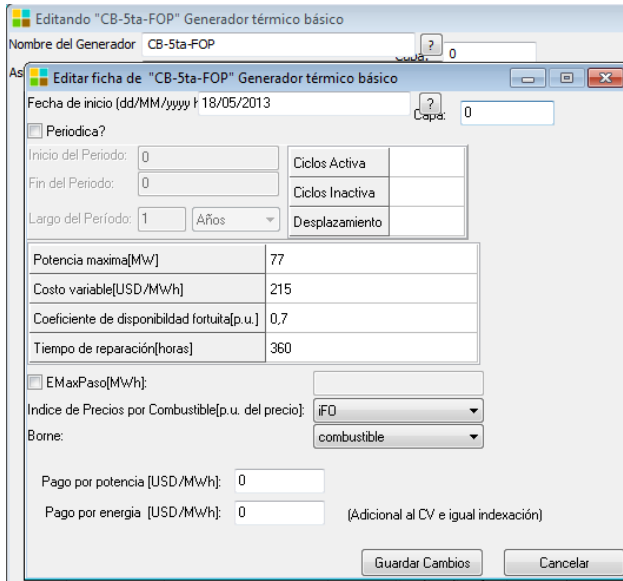 Editando "CB-5ta-FOP" Generador térmico básico
Nombre del Generador CB-5ta-FOP ? Capa: 0
As
Editar ficha de "CB-5ta-FOP" Generador térmico básico
Fecha de inicio (dd/MM/yyyy h 18/05/2013 ? Capa: 0
Periodica?
Inicio del Periodo: 0
Fin del Periodo: 0
Largo del Período: 1 Años
Ciclos Activa
Ciclos Inactiva
Desplazamiento
Potencia maxima[MW] 77
Costo variable[USD/MWh] 215
Coeficiente de disponibildad fortuita[p.u.] 0,7
Tiempo de reparación[horas] 360
EMaxPaso[MWh]:
Indice de Precios por Combustible[p.u. del precio]: iFO
Borne: combustible
Pago por potencia [USD/MWh]: 0
Pago por energia [USD/MWh]: 0 (Adicional al CV e igual indexación)
Guardar Cambios Cancelar